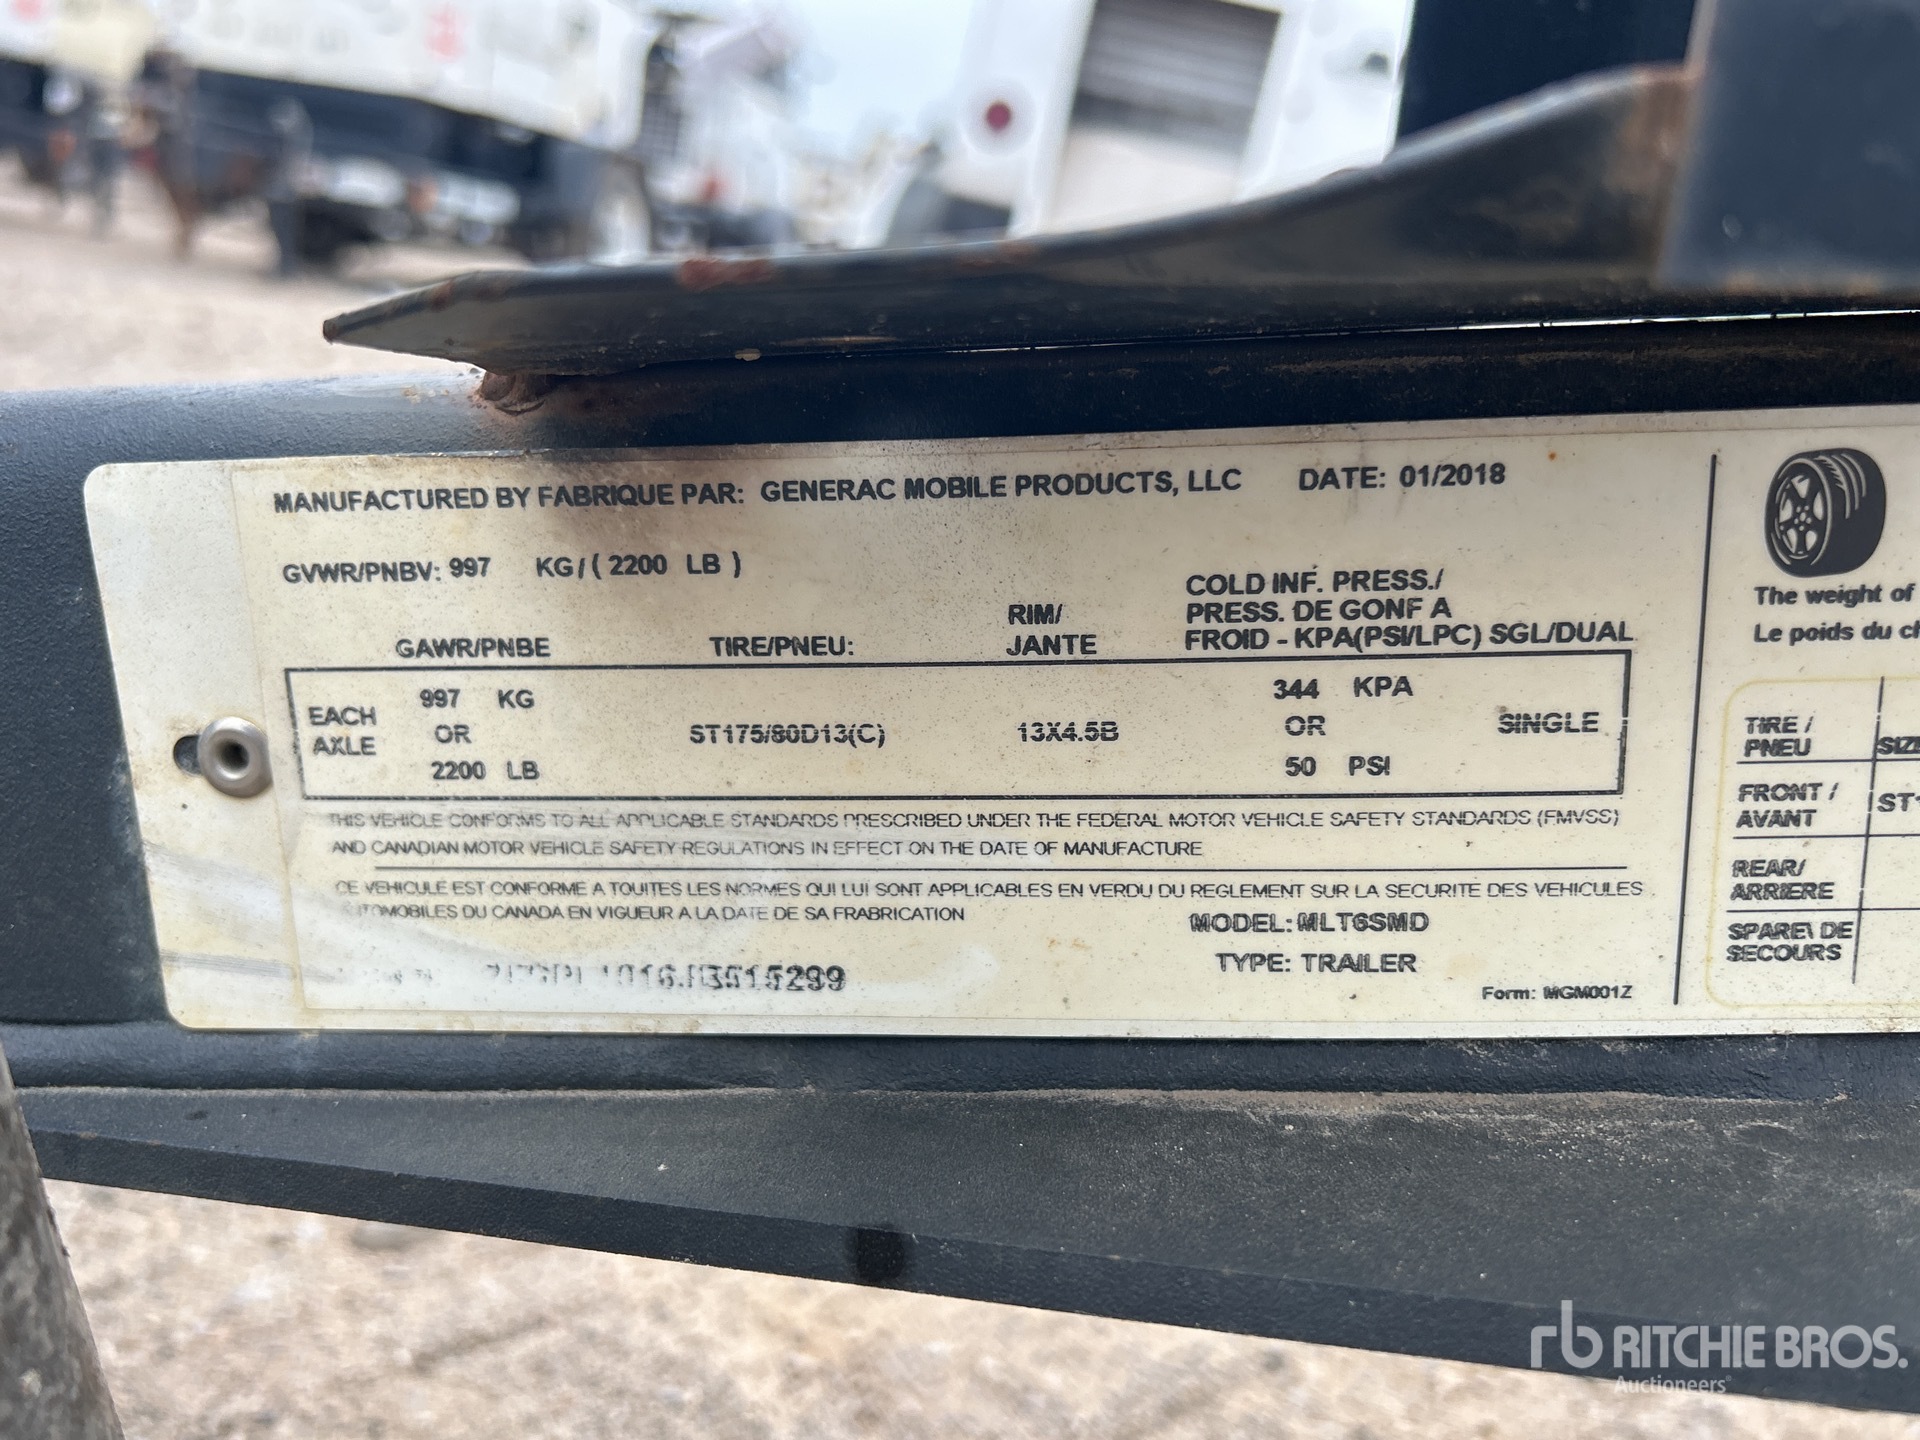 MANUFACTURED BY FABRIQUE PAR: GENERAC MOBILE PRODUCTS, LLC DATE: 01/2018
GVWR/PNBV: 997 KG/(2200 LB)
GAWR/PNBE TIRE/PNEU: RIM/
JANTE COLD INF. PRESS./
PRESS. DE GONF A
FROID - KPA(PSI/LPC) SGL/DUAL
EACH
AXLE
997 KG
OR
2200 LB
ST175/80D13(C)
13X4.5B
344 KPA
OR
50 PSI
SINGLE
THIS VEHICLE CONFORMS TO ALL APPLICABLE STANDARDS PRESCRIBED UNDER THE FEDERAL MOTOR VEHICLE SAFETY STANDARDS (FMVSS)
AND CANADIAN MOTOR VEHICLE SAFETY REGULATIONS IN EFFECT ON THE DATE OF MANUFACTURE
CE VEHICULE EST CONFORME A TOUITES LES NORMES QUI LUI SONT APPLICABLES EN VERDU DU REGLEMENT SUR LA SECURITE DES VEHICULES
AUTOMOBILES DU CANADA EN VIGUEUR A LA DATE DE SA FRABRICATION
MODEL: MLT6SMD
TYPE: TRAILER
Form: MGM001Z
The weight of
Le poids du
TIRE /
PNEU
FRONT /
AVANT
REAR/
ARRIERE
SPARE\ DE
SECOURS
rb RITCHIE BROS.
Auctioneers